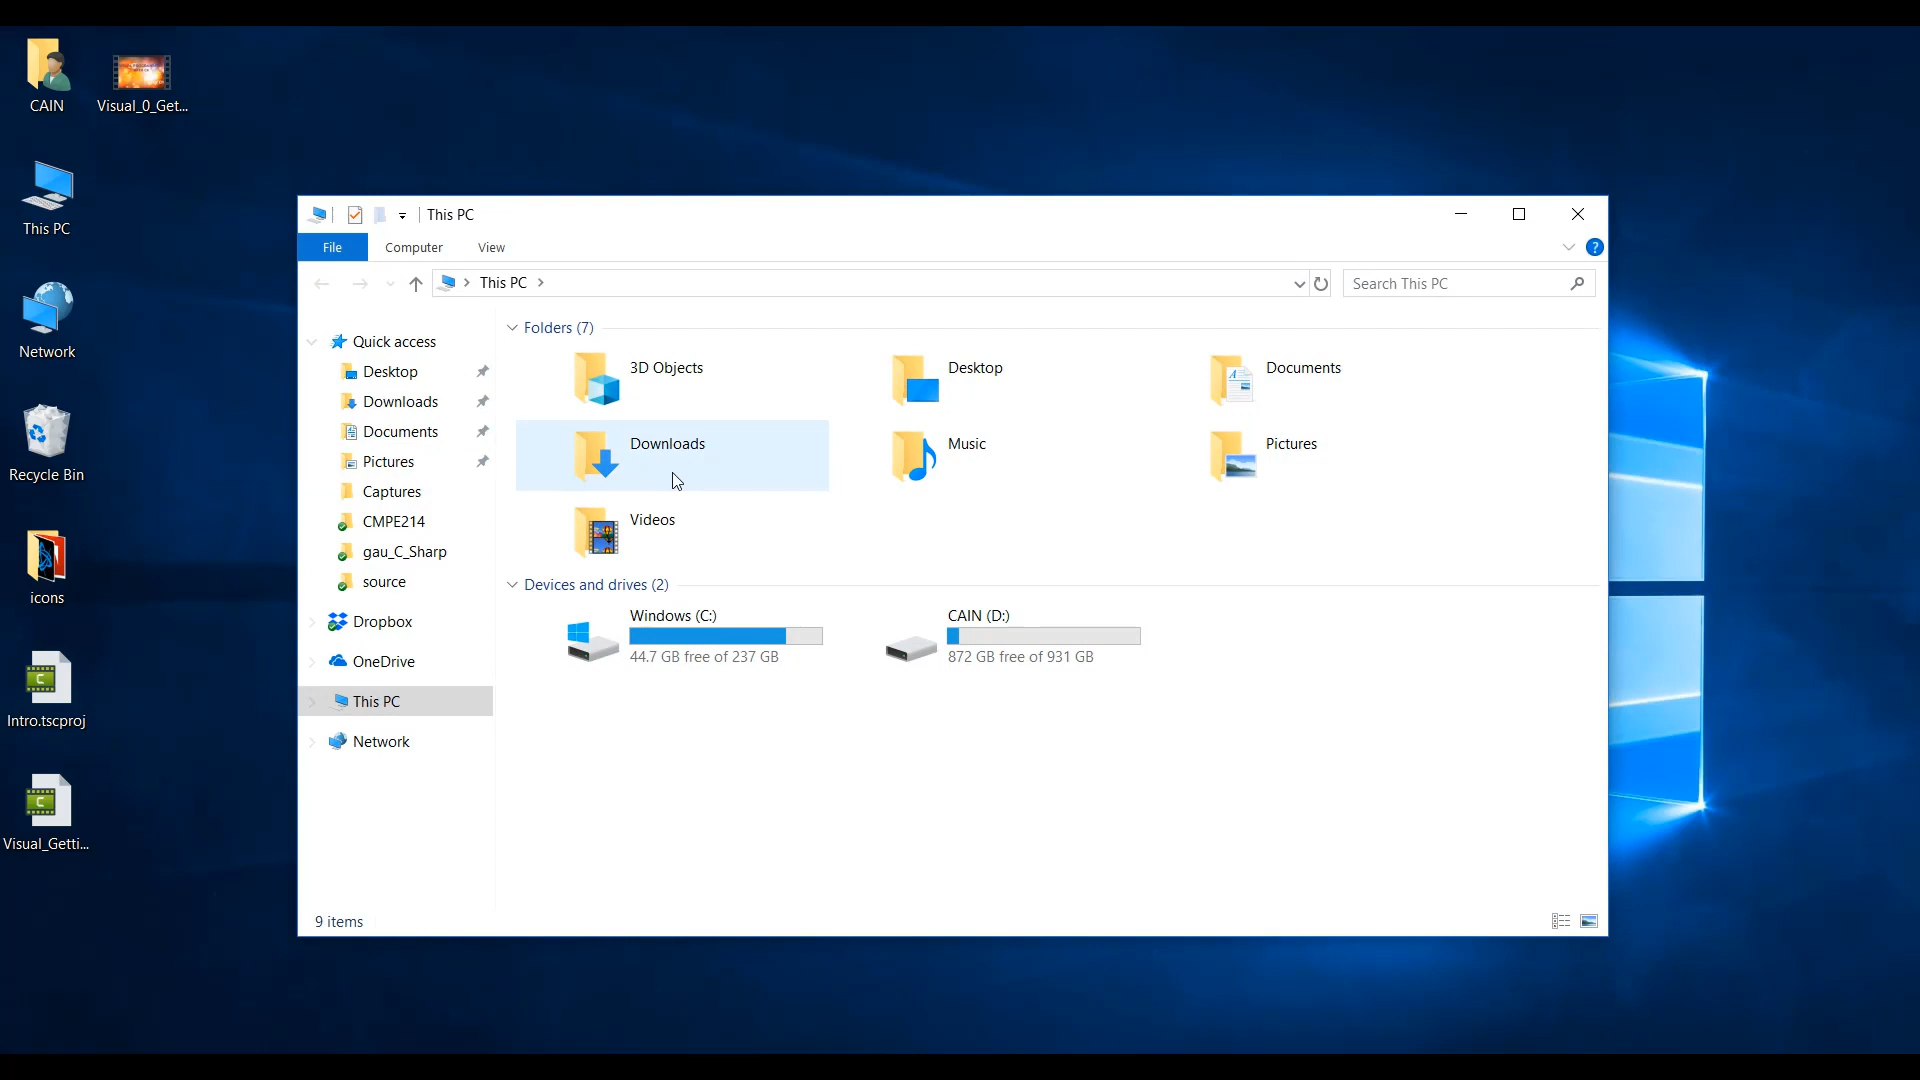 CAIN
Visual_0_Get...
This PC
Network
Recycle Bin
icons
Intro.tscproj
Visual_Getti...
This PC
File
Computer
View
?
This PC
Search This PC
Quick access
Desktop
Downloads
Documents
Pictures
Captures
CMPE214
gau_C_Sharp
source
Dropbox
OneDrive
This PC
Network
Folders (7)
3D Objects
Desktop
Documents
Downloads
Music
Pictures
Videos
Devices and drives (2)
Windows (C:)
44.7 GB free of 237 GB
CAIN (D:)
872 GB free of 931 GB
9 items